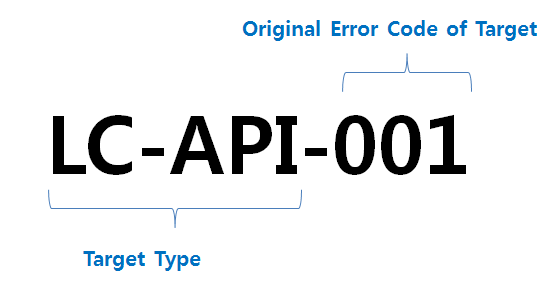 Original Error Code of Target
LC-API-001
Target Type